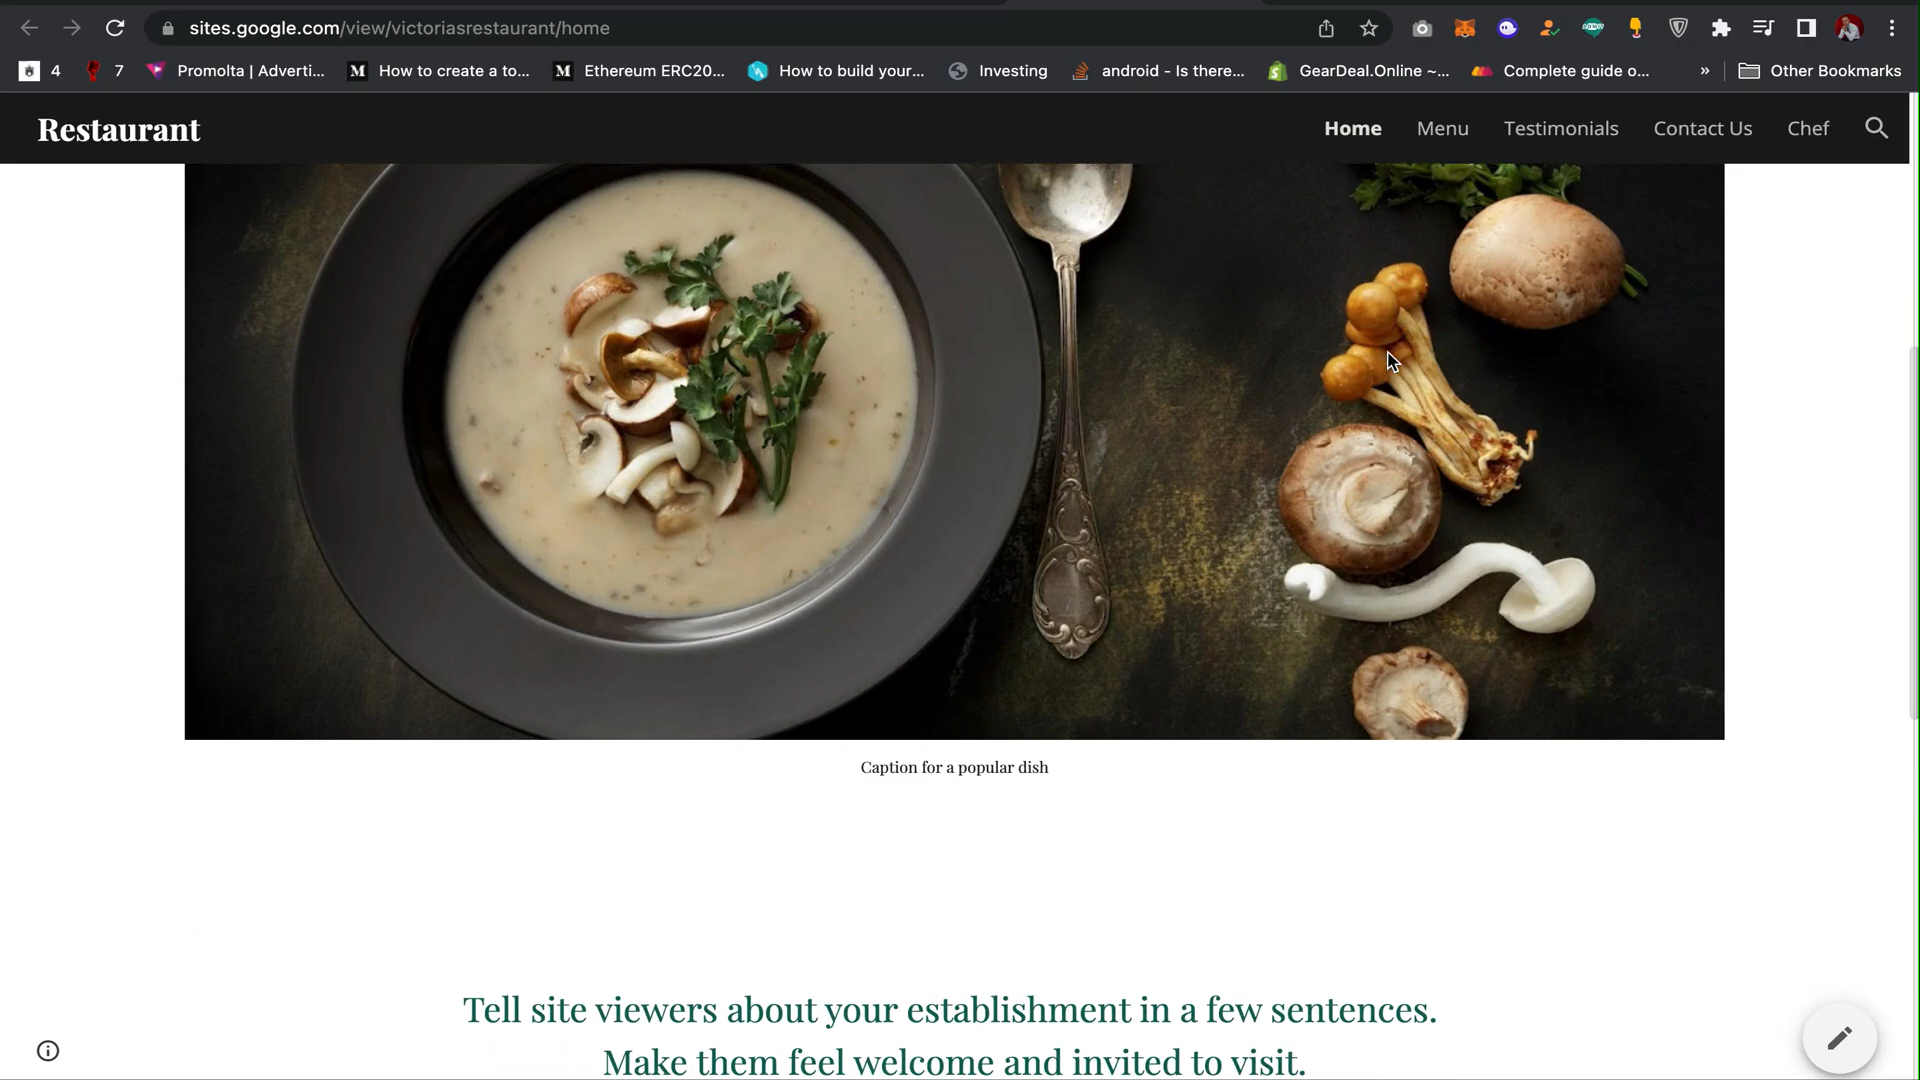 sites.google.com/view/victoriasrestaurant/home
4 7 Promolta | Adverti... How to create a to... Ethereum ERC20... How to build your... Investing android - Is there... GearDeal.Online ~... Complete guide o... » Other Bookmarks
Restaurant Home Menu Testimonials Contact Us Chef
Caption for a popular dish
Tell site viewers about your establishment in a few sentences.
Make them feel welcome and invited to visit.